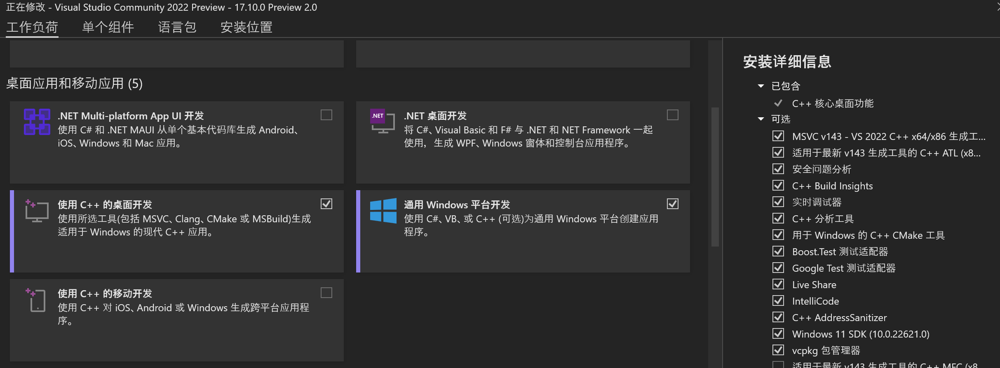 正在修改 - Visual Studio Community 2022 Preview - 17.10.0 Preview 2.0
工作负荷 单个组件 语言包 安装位置
桌面应用和移动应用 (5)
.NET Multi-platform App UI 开发
使用 C# 和 .NET MAUI 从单个基本代码库生成 Android、
iOS、Windows 和 Mac 应用。
.NET
.NET 桌面开发
将 C#、Visual Basic 和 F# 与 .NET 和 NET Framework 一起
使用，生成 WPF、Windows 窗体和控制台应用程序。
使用 C++ 的桌面开发
使用所选工具(包括 MSVC、Clang、CMake 或 MSBuild)生成
适用于 Windows 的现代 C++ 应用。
通用 Windows 平台开发
使用 C#、VB、或 C++ (可选)为通用 Windows 平台创建应用
程序。
使用 C++ 的移动开发
使用 C++ 对 iOS、Android 或 Windows 生成跨平台应用程
序。
安装详细信息
已包含
C++ 核心桌面功能
可选
MSVC v143 - VS 2022 C++ x64/x86 生成工...
适用于最新 v143 生成工具的 C++ ATL (x8...
安全问题分析
C++ Build Insights
实时调试器
C++ 分析工具
用于 Windows 的 C++ CMake 工具
Boost.Test 测试适配器
Google Test 测试适配器
Live Share
IntelliCode
C++ AddressSanitizer
Windows 11 SDK (10.0.22621.0)
vcpkg 包管理器
适用于最新 v143 生成工具的 C++ MFC (x8